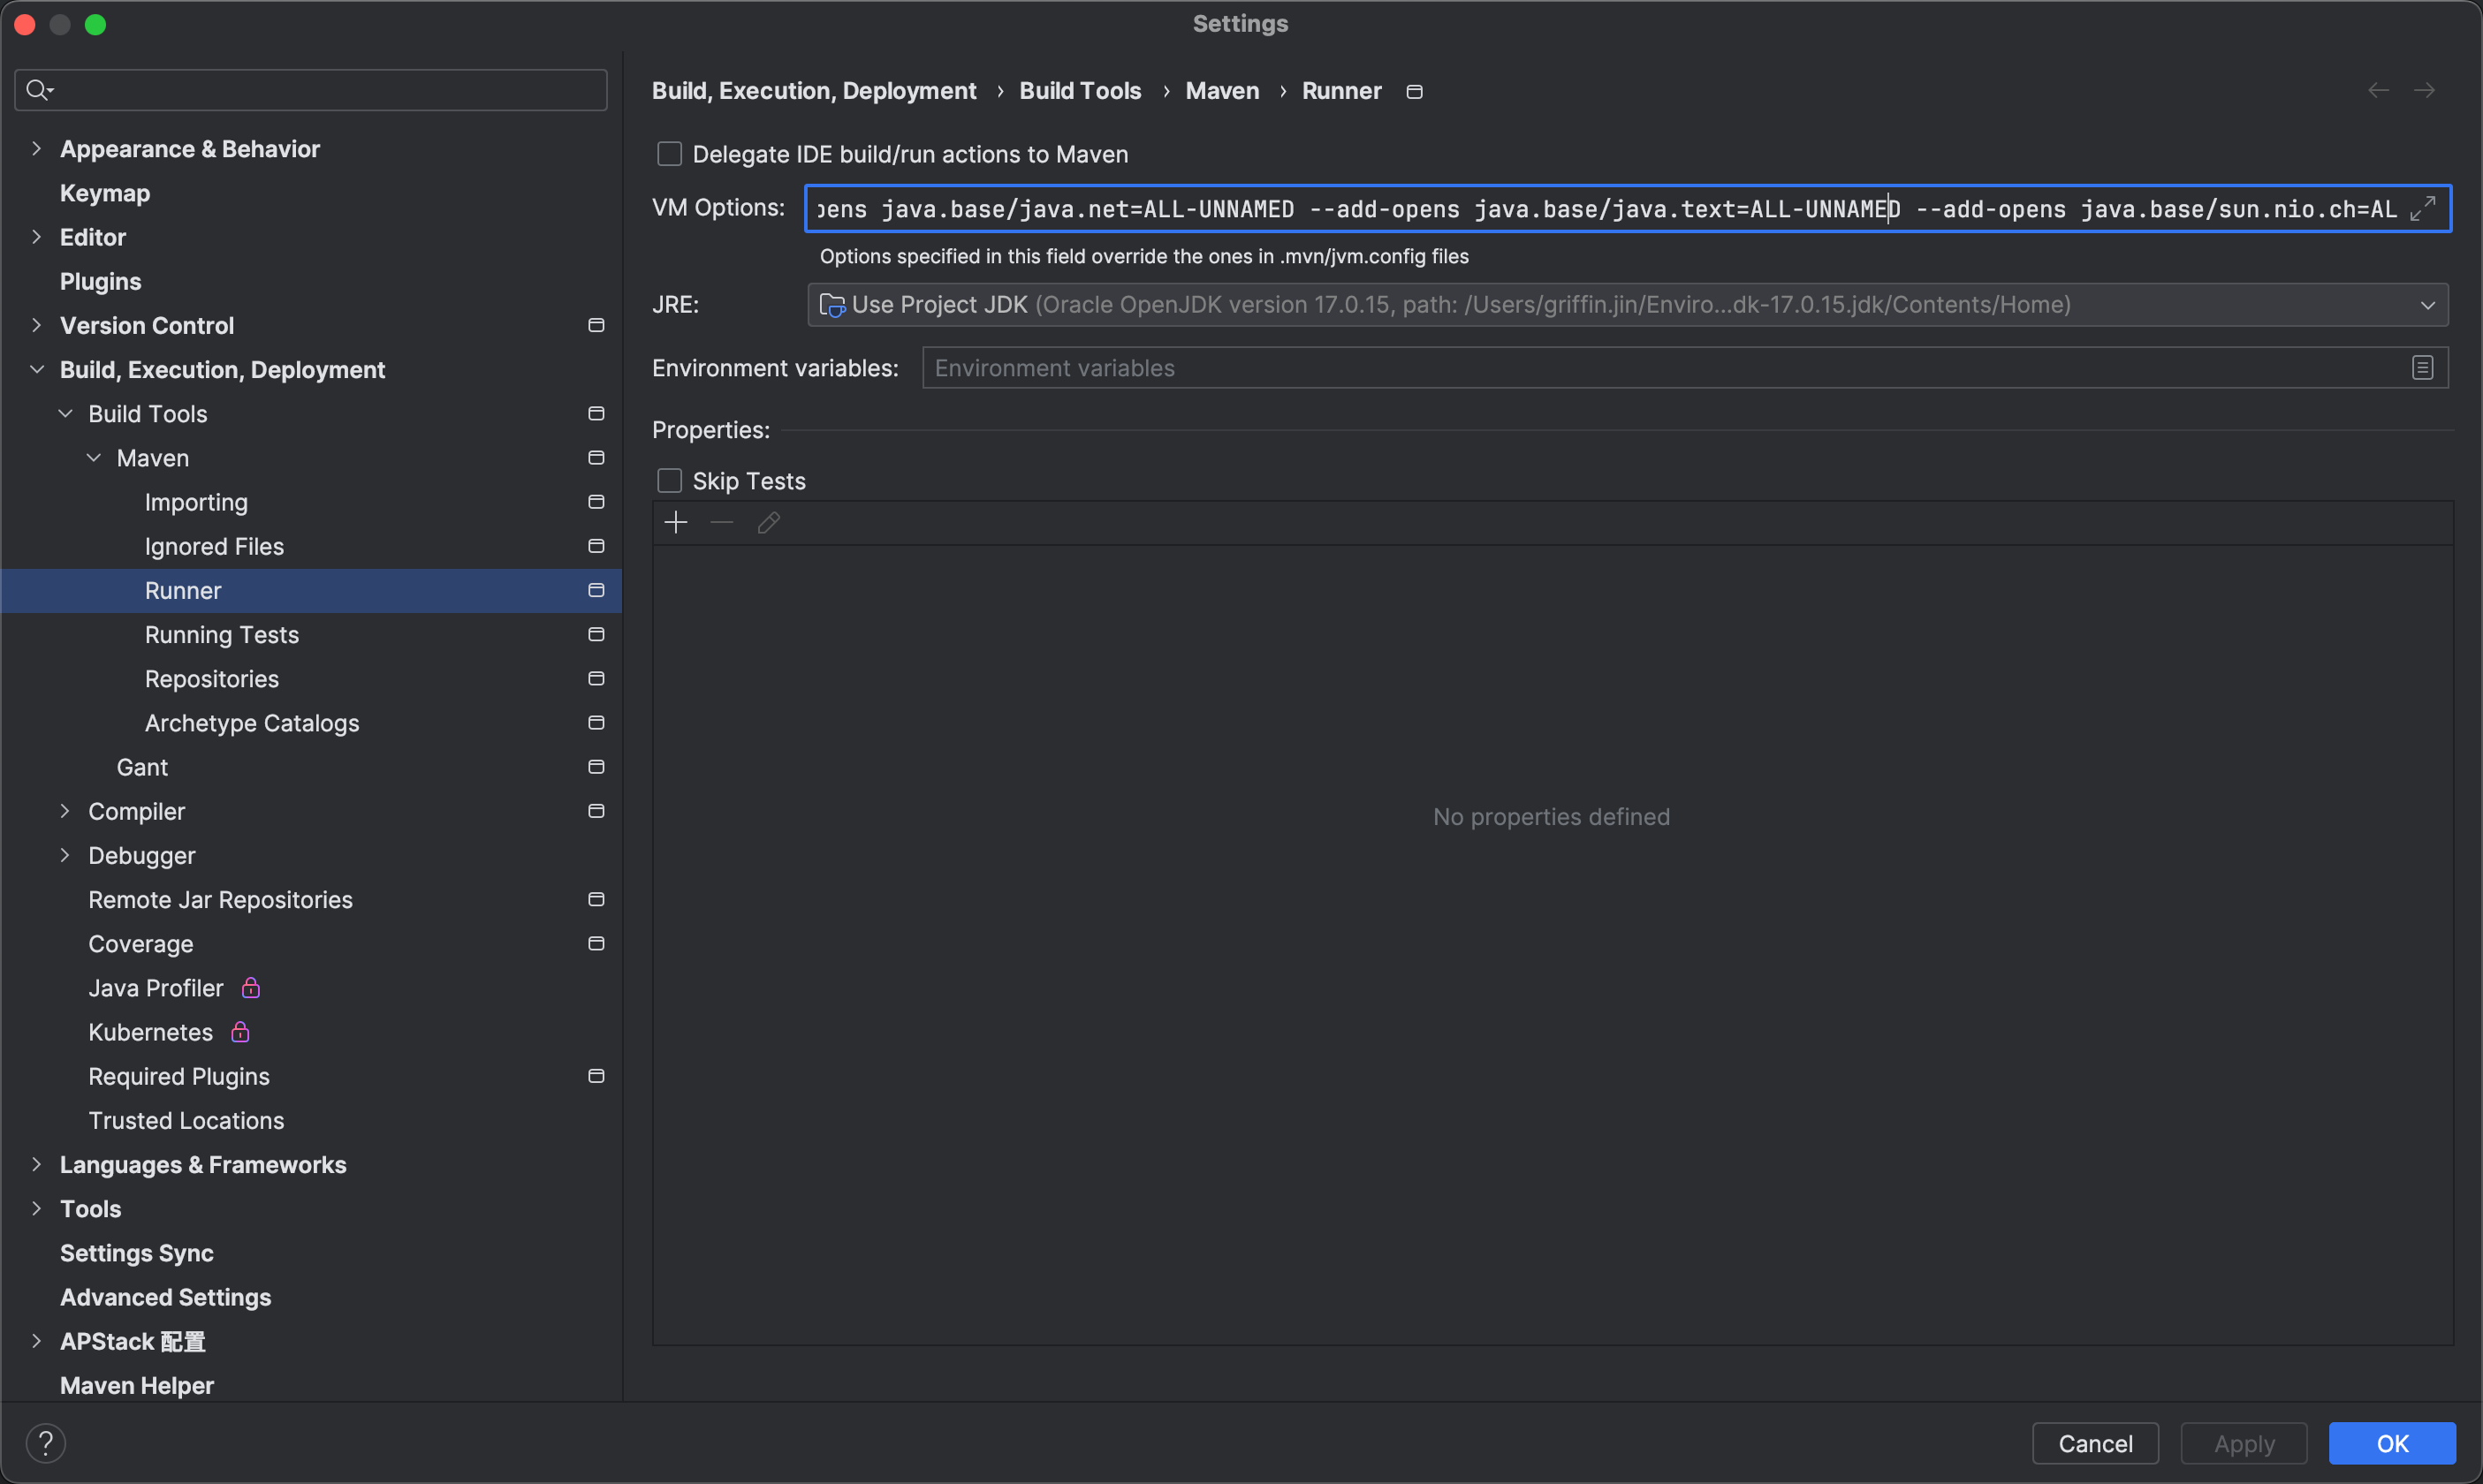 Settings
Appearance & Behavior
Keymap
Editor
Plugins
Version Control
Build, Execution, Deployment
Build Tools
Maven
Importing
Ignored Files
Runner
Running Tests
Repositories
Archetype Catalogs
Gant
Compiler
Debugger
Remote Jar Repositories
Coverage
Java Profiler
Kubernetes
Required Plugins
Trusted Locations
Languages & Frameworks
Tools
Settings Sync
Advanced Settings
APStack 配置
Maven Helper
Build, Execution, Deployment › Build Tools › Maven › Runner
Delegate IDE build/run actions to Maven
VM Options: pens java.base/java.net=ALL-UNNAMED --add-opens java.base/java.text=ALL-UNNAMED --add-opens java.base/sun.nio.ch=AL
Options specified in this field override the ones in .mvn/jvm.config files
JRE: Use Project JDK (Oracle OpenJDK version 17.0.15, path: /Users/griffin.jin/Enviro...dk-17.0.15.jdk/Contents/Home)
Environment variables: Environment variables
Properties:
Skip Tests
No properties defined
?
Cancel
Apply
OK